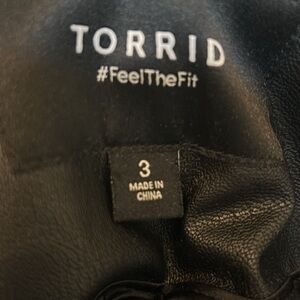 TORRID
#FeelTheFit
3
MADE IN
CHINA